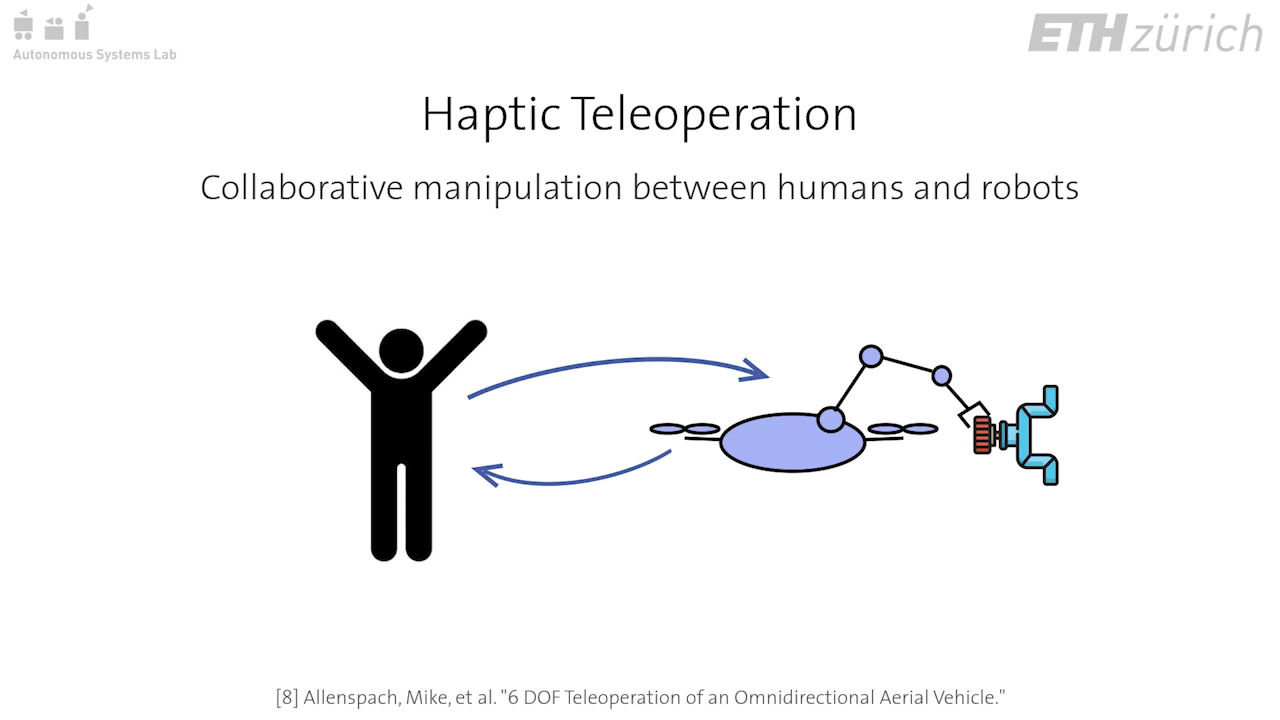 Autonomous Systems Lab
ETH zürich
Haptic Teleoperation
Collaborative manipulation between humans and robots
[8] Allenspach, Mike, et al. "6 DOF Teleoperation of an Omnidirectional Aerial Vehicle."